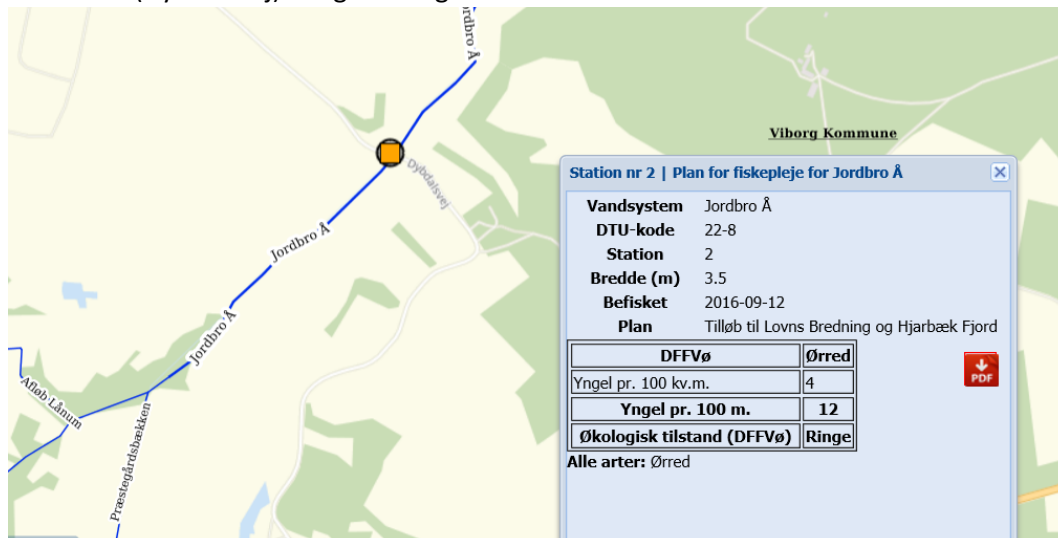 Jordbro Å
Viborg Kommune
Dybdalsvej
Jordbro Å
Jordbro Å
Afløb Lånum
Præstegårdsbækken
Station nr 2 | Plan for fiskepleje for Jordbro Å
Vandsystem Jordbro Å
DTU-kode 22-8
Station 2
Bredde (m) 3.5
Befisket 2016-09-12
Plan Tilløb til Lovns Bredning og Hjarbæk Fjord
DFFVø Ørred
Yngel pr. 100 kv.m. 4
Yngel pr. 100 m. 12
Økologisk tilstand (DFFVø) Ringe
Alle arter: Ørred
PDF